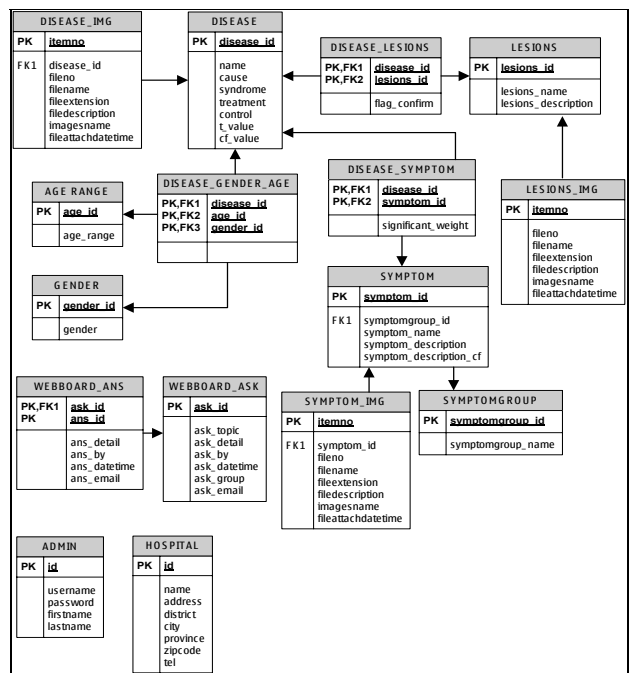 DISEASE_IMG
PK itemno
FK1 disease_id
fileno
filename
fileextension
filedescription
imagesname
fileattachdatetime
DISEASE
PK disease_id
name
cause
syndrome
treatment
control
t_value
cf_value
DISEASE_LESIONS
PK,FK1 disease_id
PK,FK2 lesions_id
flag_confirm
LESIONS
PK lesions_id
lesions_name
lesions_description
AGE RANGE
PK age_id
age_range
DISEASE_GENDER_AGE
PK,FK1 disease_id
PK,FK2 age_id
PK,FK3 gender_id
DISEASE_SYMPTOM
PK,FK1 disease_id
PK,FK2 symptom_id
significant_weight
LESIONS_IMG
PK itemno
fileno
filename
fileextension
filedescription
imagesname
fileattachdatetime
GENDER
PK gender_id
gender
SYMPTOM
PK symptom_id
FK1 symptomgroup_id
symptom_name
symptom_description
symptom_description_cf
WEBBOARD_ANS
PK,FK1 ask_id
PK ans_id
ans_detail
ans_by
ans_datetime
ans_email
WEBBOARD_ASK
PK ask_id
ask_topic
ask_detail
ask_by
ask_datetime
ask_group
ask_email
SYMPTOM_IMG
PK itemno
FK1 symptom_id
fileno
filename
fileextension
filedescription
imagesname
fileattachdatetime
SYMPTOMGROUP
PK symptomgroup_id
symptomgroup_name
ADMIN
PK id
username
password
firstname
lastname
HOSPITAL
PK id
name
address
district
city
province
zipcode
tel